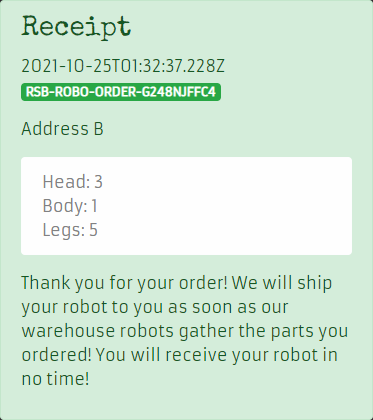 Receipt
2021-10-25T01:32:37.228Z
RSB-ROBO-ORDER-G248NJFFC4
Address B
Head: 3
Body: 1
Legs: 5
Thank you for your order! We will ship
your robot to you as soon as our
warehouse robots gather the parts you
ordered! You will receive your robot in
no time!